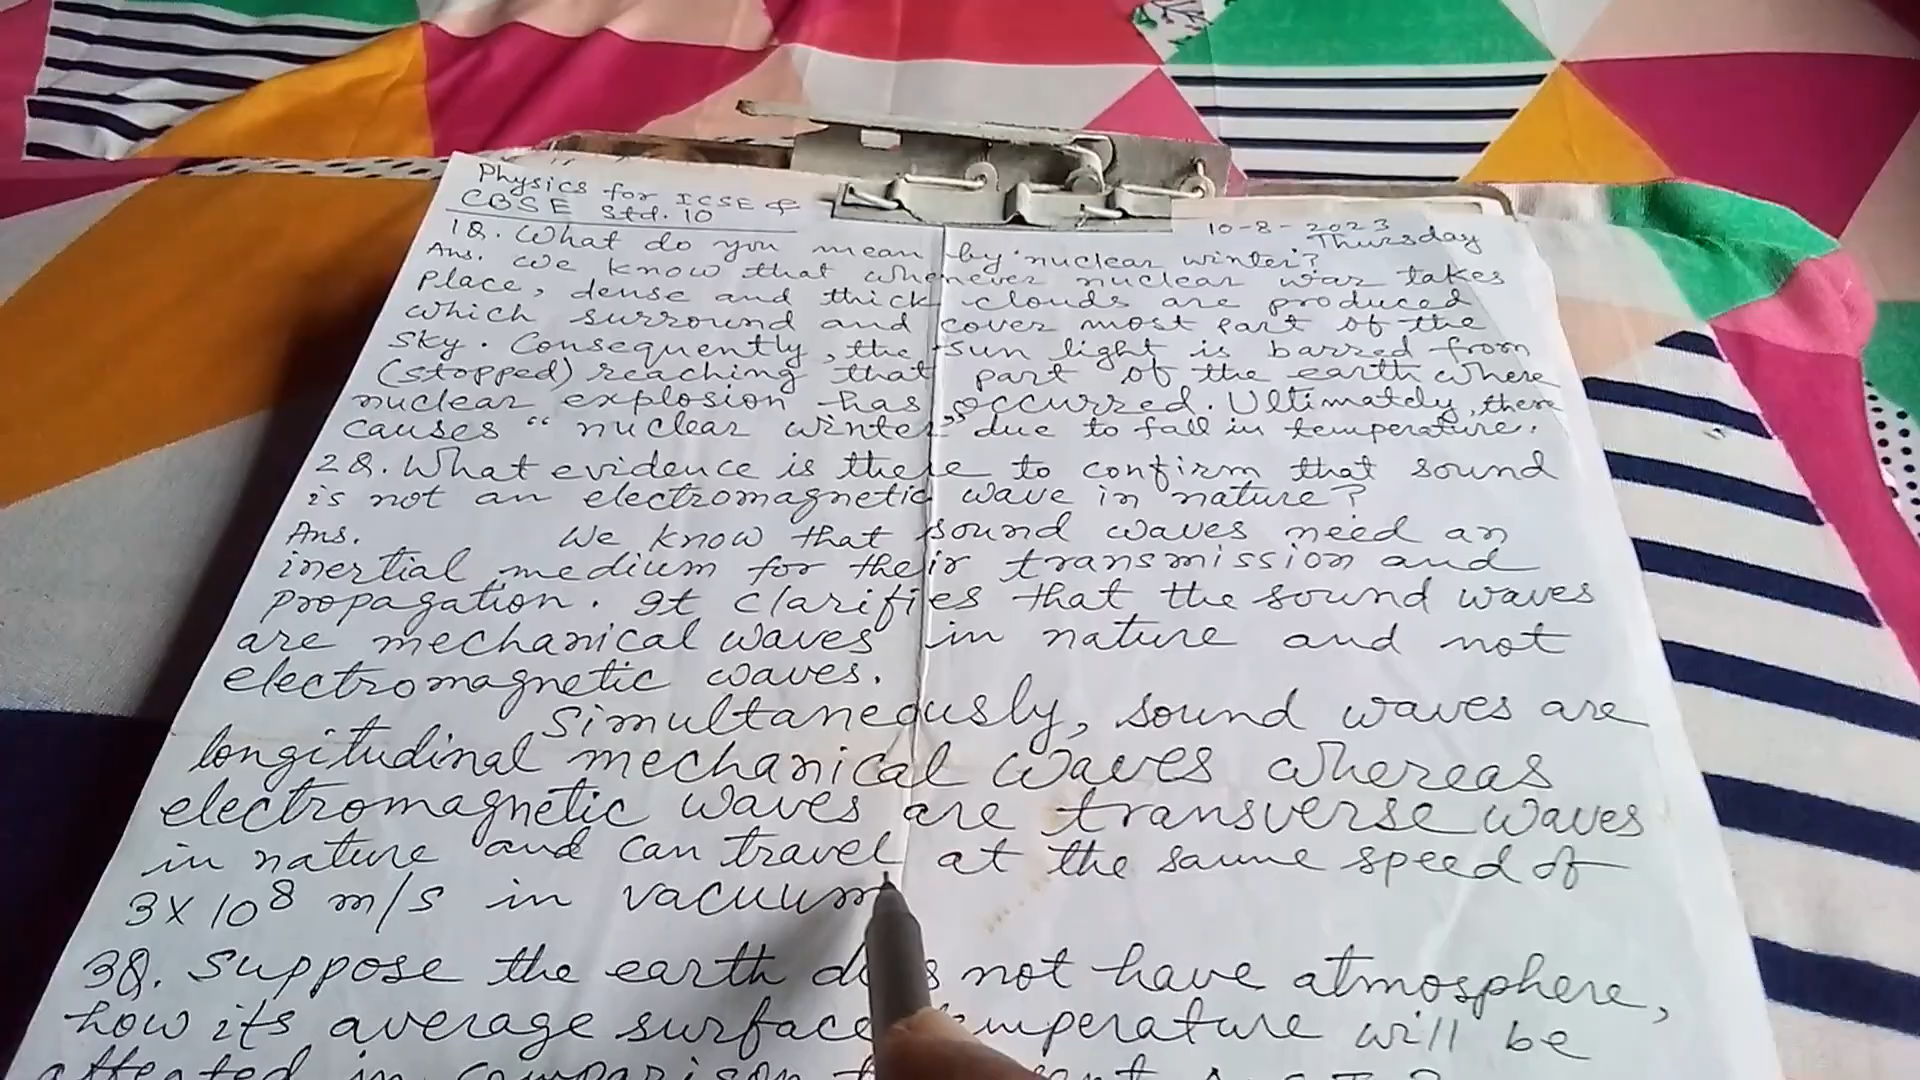 Physics for ICSE &
CBSE Std. 10
10-8-2023
Thursday
1Q. What do you mean by "nuclear winter"?
Ans. We know that whenever nuclear war takes
place, dense and thick clouds are produced
which surround and cover most part of the
sky. Consequently, the sun light is barred from
(stopped) reaching that part of the earth where
nuclear explosion has occurred. Ultimately, there
causes "nuclear winter" due to fall in temperature.
2Q. What evidence is there to confirm that sound
is not an electromagnetic wave in nature?
Ans. We know that sound waves need an
inertial medium for their transmission and
propagation. It clarifies that the sound waves
are mechanical waves in nature and not
electromagnetic waves.
Simultaneously, sound waves are
longitudinal mechanical waves whereas
electromagnetic waves are transverse waves
in nature and can travel at the same speed of
3X10⁸ m/s in vacuum
3Q. Suppose the earth does not have atmosphere,
how its average surface temperature will be
affected in comparison